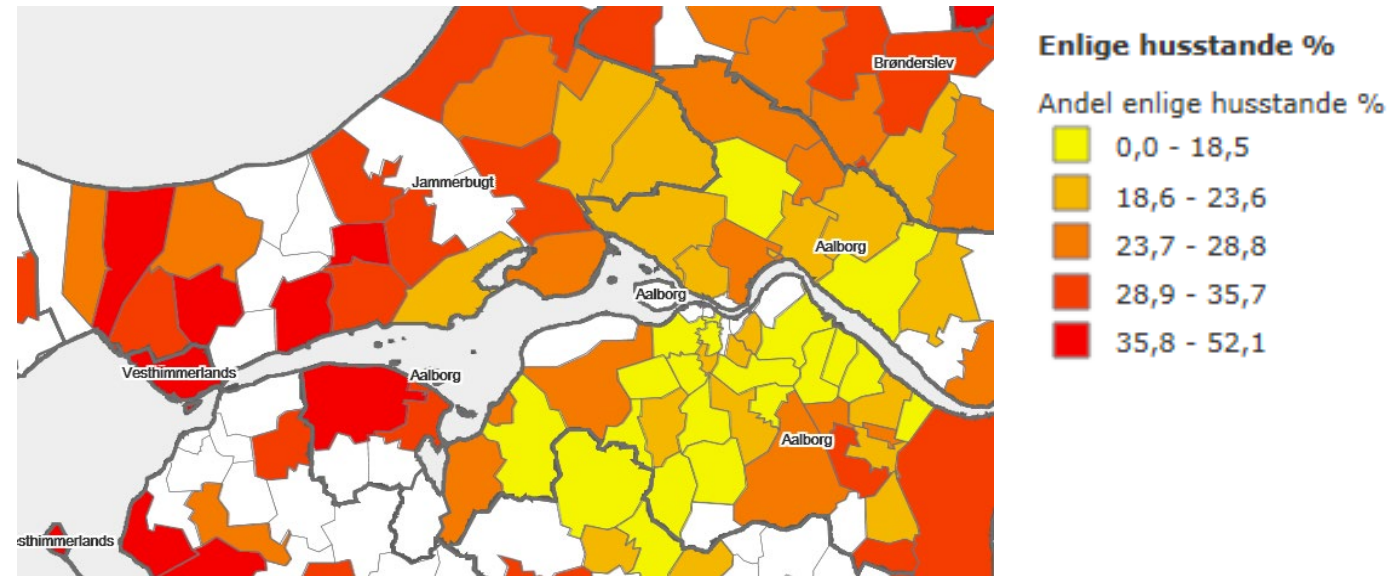 Enlige husstande %
Andel enlige husstande %
0,0 - 18,5
18,6 - 23,6
23,7 - 28,8
28,9 - 35,7
35,8 - 52,1
Brønderslev
Jammerbugt
Aalborg
Aalborg
Vesthimmerlands
Aalborg
Aalborg
sthimmerlands